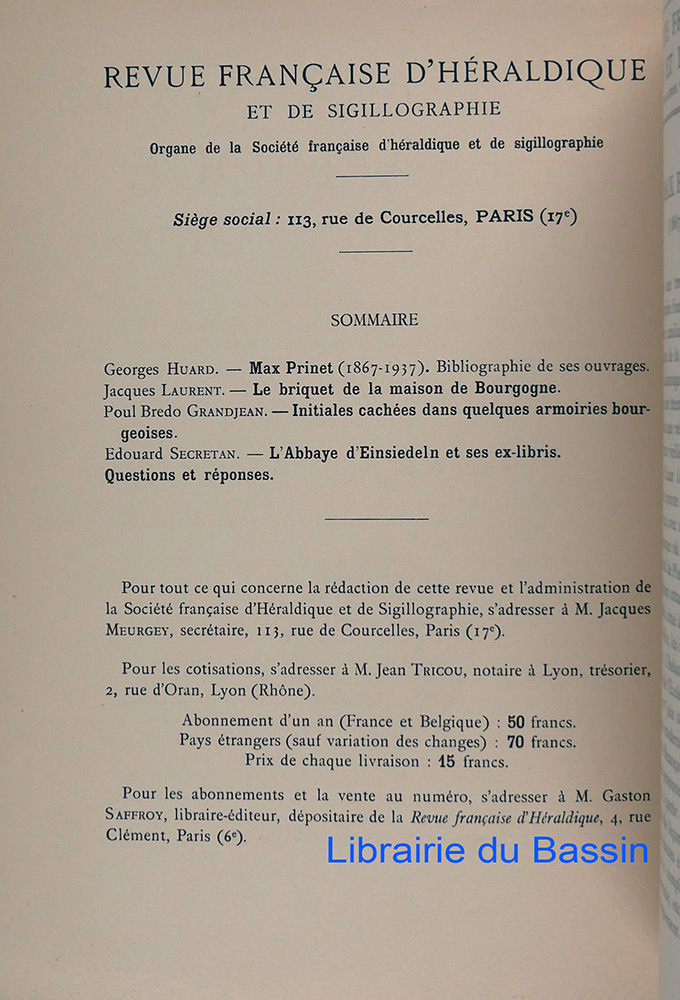 REVUE FRANÇAISE D'HÉRALDIQUE
ET DE SIGILLOGRAPHIE
Organe de la Société française d'héraldique et de sigillographie
Siège social : 113, rue de Courcelles, PARIS (17e)
SOMMAIRE
Georges HUARD. — Max Prinet (1867-1937). Bibliographie de ses ouvrages.
Jacques LAURENT. — Le briquet de la maison de Bourgogne.
Poul Bredo GRANDJEAN. — Initiales cachées dans quelques armoiries bour-
geoises.
Edouard SECRETAN. — L'Abbaye d'Einsiedeln et ses ex-libris.
Questions et réponses.
Pour tout ce qui concerne la rédaction de cette revue et l'administration de
la Société française d'Héraldique et de Sigillographie, s'adresser à M. Jacques
MEURGEY, secrétaire, 113, rue de Courcelles, Paris (17e).
Pour les cotisations, s'adresser à M. Jean TRICOU, notaire à Lyon, trésorier,
2, rue d'Oran, Lyon (Rhône).
Abonnement d'un an (France et Belgique) : 50 francs.
Pays étrangers (sauf variation des changes) : 70 francs.
Prix de chaque livraison : 15 francs.
Pour les abonnements et la vente au numéro, s'adresser à M. Gaston
SAFFROY, libraire-éditeur, dépositaire de la Revue française d'Héraldique, 4, rue
Clément, Paris (6e).
Librairie du Bassin